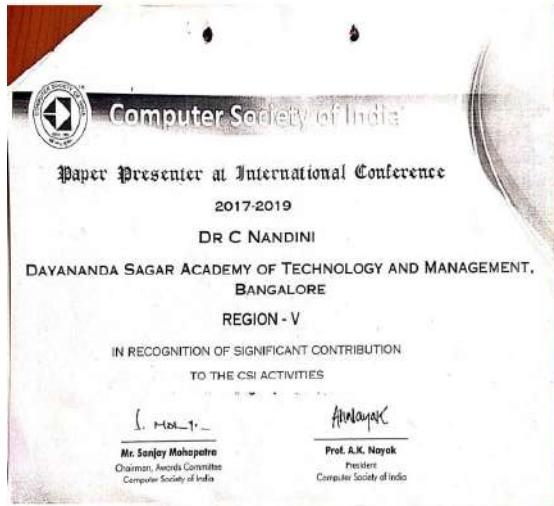 Computer Society of India
Paper Presenter at International Conference
2017-2019
DR C NANDINI
DAYANANDA SAGAR ACADEMY OF TECHNOLOGY AND MANAGEMENT,
BANGALORE
REGION - V
IN RECOGNITION OF SIGNIFICANT CONTRIBUTION
TO THE CSI ACTIVITIES
Mr. Sanjay Mohapatra
Chairman, Awards Committee
Computer Society of India
Prof. A.K. Nayak
President
Computer Society of India